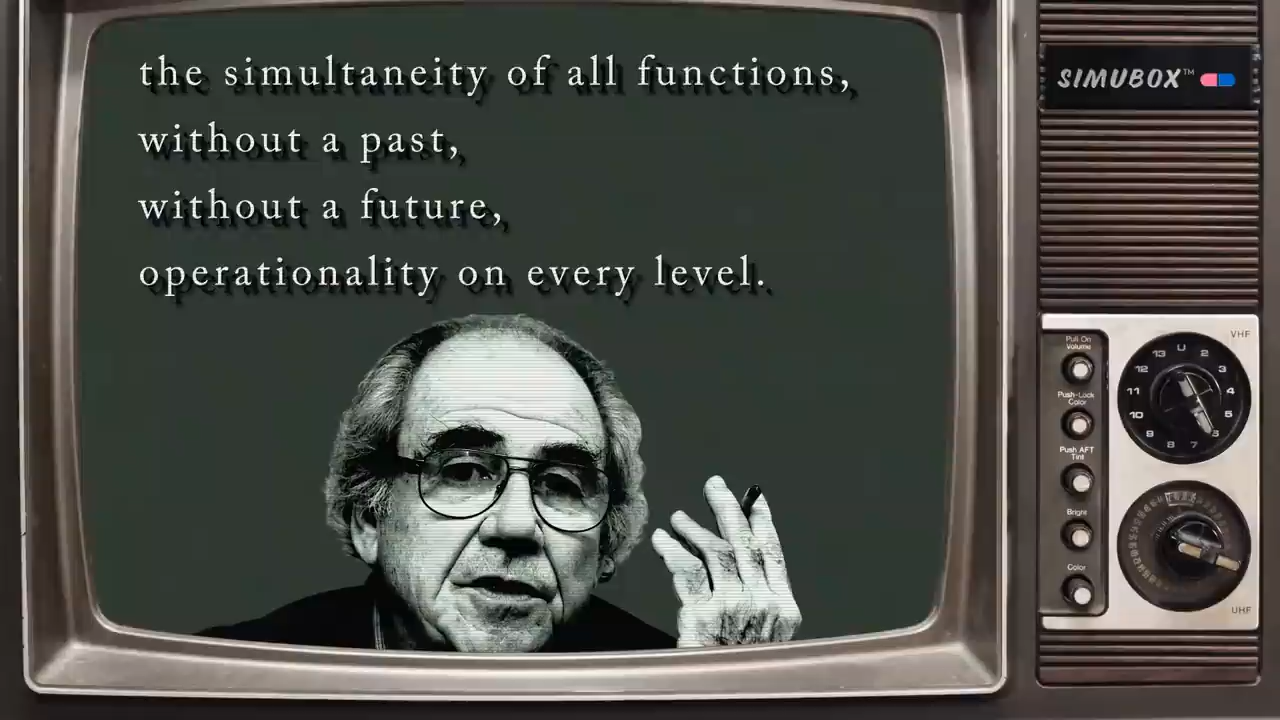 the simultaneity of all functions,
without a past,
without a future,
operationality on every level.
SIMUBOX™
VHF
Pull On
Volume
Push-Lock
Color
Push AFT
Tint
Bright
Color
U 2 3 4 5 6 7 8 9 10 11 12 13
UHF